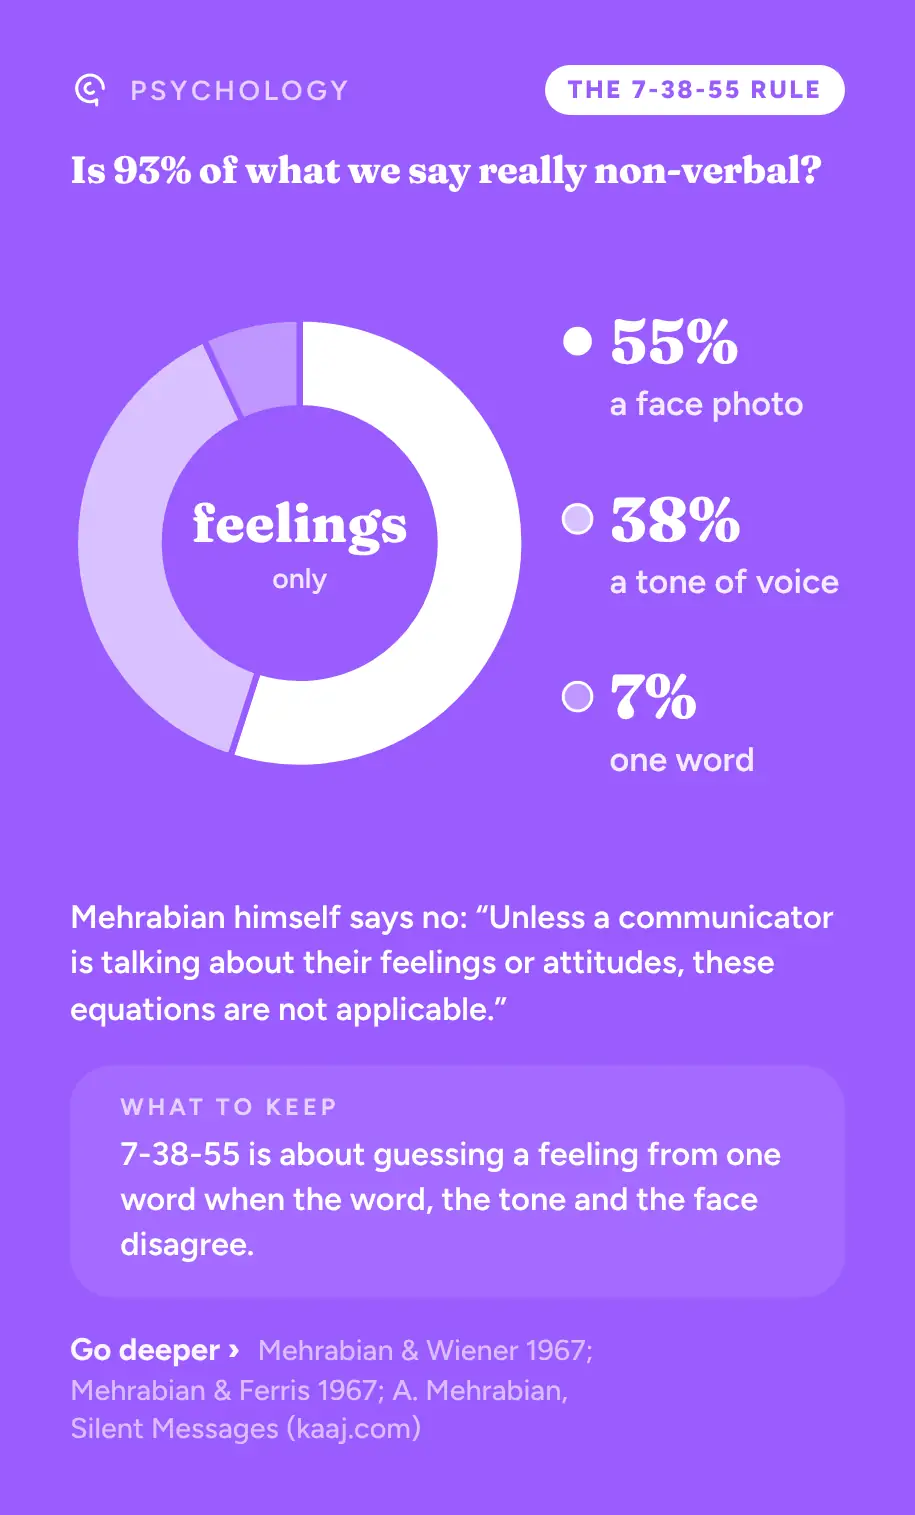 PSYCHOLOGY
THE 7-38-55 RULE
Is 93% of what we say really non-verbal?
feelings
only
55%
a face photo
38%
a tone of voice
7%
one word
Mehrabian himself says no: “Unless a communicator
is talking about their feelings or attitudes, these
equations are not applicable.”
WHAT TO KEEP
7-38-55 is about guessing a feeling from one
word when the word, the tone and the face
disagree.
Go deeper › Mehrabian & Wiener 1967;
Mehrabian & Ferris 1967; A. Mehrabian,
Silent Messages (kaaj.com)